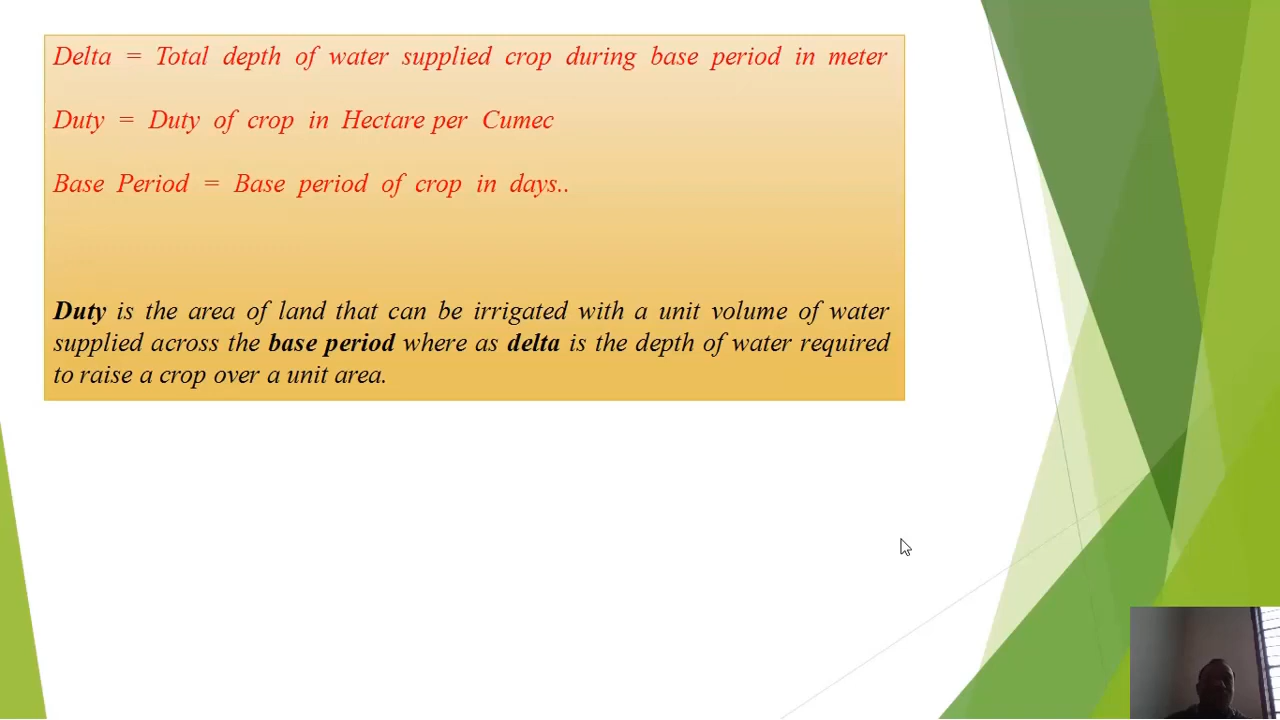 Delta = Total depth of water supplied crop during base period in meter
Duty = Duty of crop in Hectare per Cumec
Base Period = Base period of crop in days..
Duty is the area of land that can be irrigated with a unit volume of water
supplied across the base period where as delta is the depth of water required
to raise a crop over a unit area.